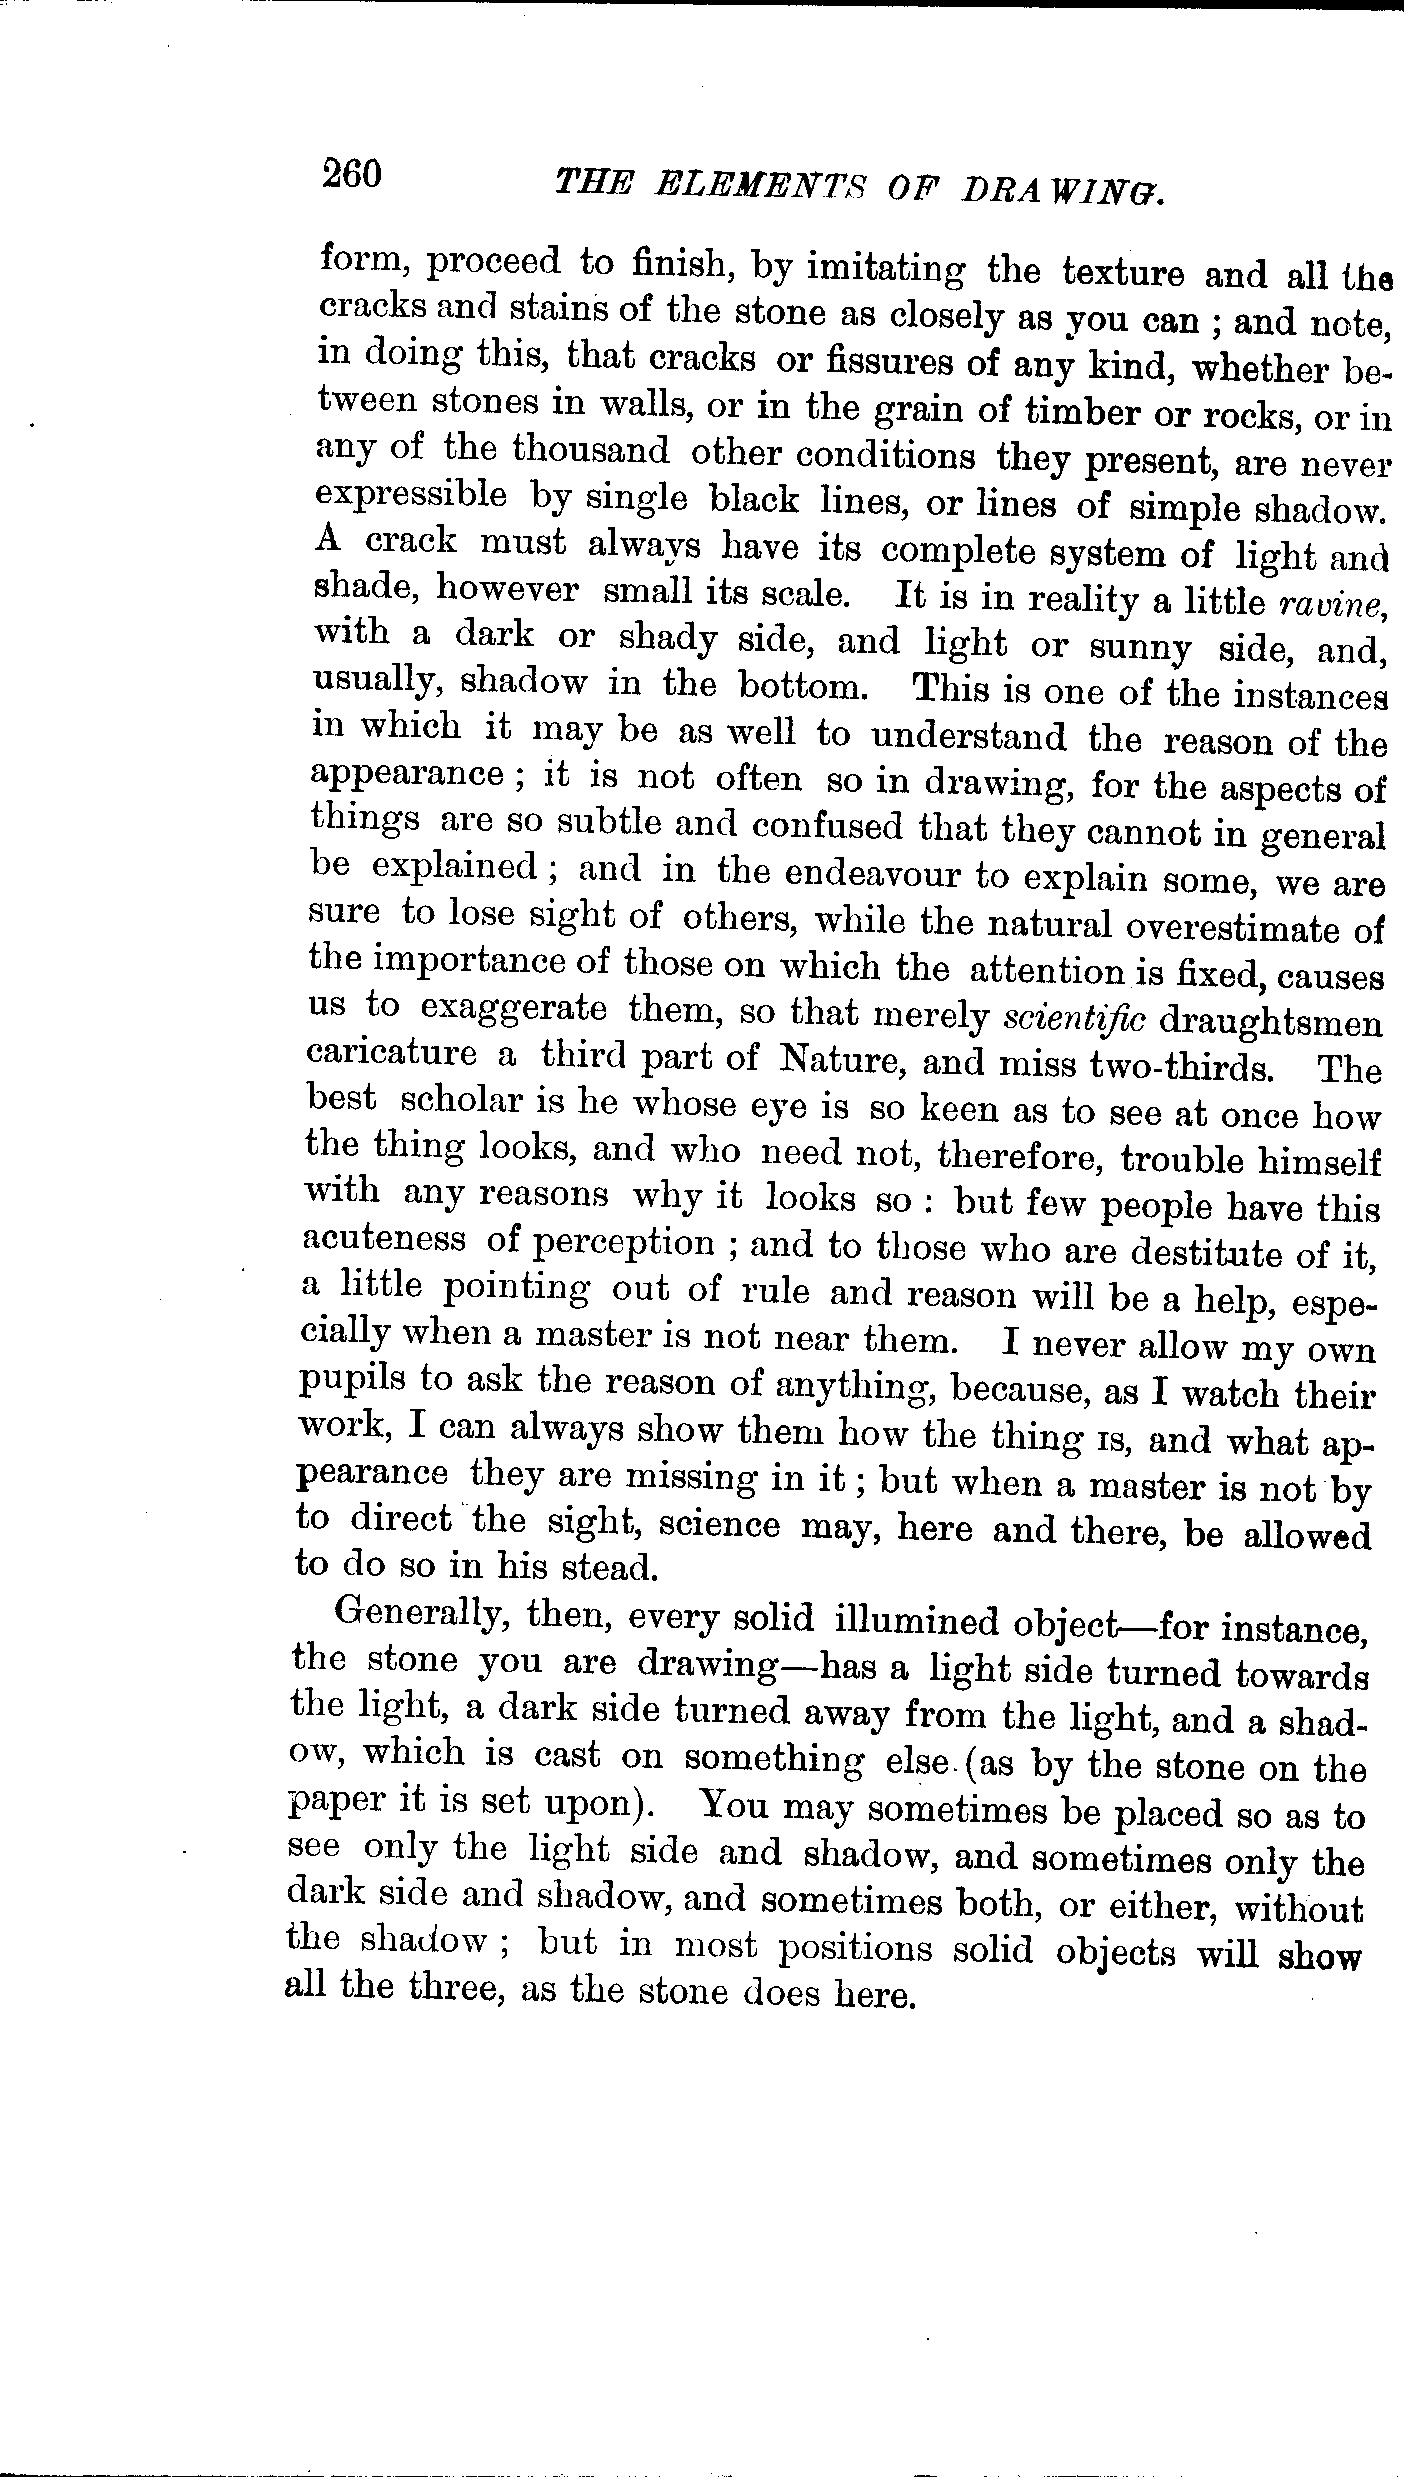 260 THE ELEMENTS OF DRAWING.
form, proceed to finish, by imitating the texture and all the
cracks and stains of the stone as closely as you can ; and note,
in doing this, that cracks or fissures of any kind, whether be-
tween stones in walls, or in the grain of timber or rocks, or in
any of the thousand other conditions they present, are never
expressible by single black lines, or lines of simple shadow.
A crack must always have its complete system of light and
shade, however small its scale. It is in reality a little ravine,
with a dark or shady side, and light or sunny side, and,
usually, shadow in the bottom. This is one of the instances
in which it may be as well to understand the reason of the
appearance ; it is not often so in drawing, for the aspects of
things are so subtle and confused that they cannot in general
be explained ; and in the endeavour to explain some, we are
sure to lose sight of others, while the natural overestimate of
the importance of those on which the attention is fixed, causes
us to exaggerate them, so that merely scientific draughtsmen
caricature a third part of Nature, and miss two-thirds. The
best scholar is he whose eye is so keen as to see at once how
the thing looks, and who need not, therefore, trouble himself
with any reasons why it looks so : but few people have this
acuteness of perception ; and to those who are destitute of it,
a little pointing out of rule and reason will be a help, espe-
cially when a master is not near them. I never allow my own
pupils to ask the reason of anything, because, as I watch their
work, I can always show them how the thing is, and what ap-
pearance they are missing in it ; but when a master is not by
to direct the sight, science may, here and there, be allowed
to do so in his stead.
Generally, then, every solid illumined object—for instance,
the stone you are drawing—has a light side turned towards
the light, a dark side turned away from the light, and a shad-
ow, which is cast on something else (as by the stone on the
paper it is set upon). You may sometimes be placed so as to
see only the light side and shadow, and sometimes only the
dark side and shadow, and sometimes both, or either, without
the shadow ; but in most positions solid objects will show
all the three, as the stone does here.